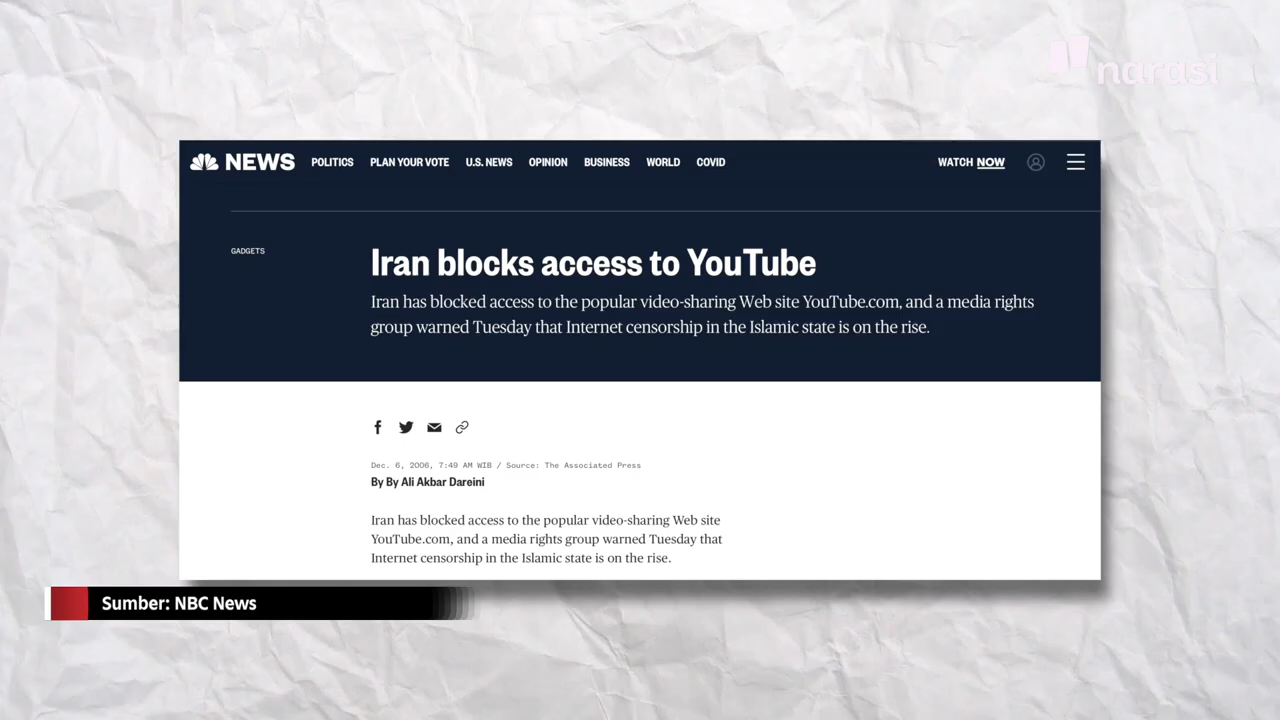 narasi
NEWS POLITICS PLAN YOUR VOTE U.S. NEWS OPINION BUSINESS WORLD COVID WATCH NOW
GADGETS
Iran blocks access to YouTube
Iran has blocked access to the popular video-sharing Web site YouTube.com, and a media rights
group warned Tuesday that Internet censorship in the Islamic state is on the rise.
Dec. 6, 2006, 7:49 AM WIB / Source: The Associated Press
By By Ali Akbar Dareini
Iran has blocked access to the popular video-sharing Web site
YouTube.com, and a media rights group warned Tuesday that
Internet censorship in the Islamic state is on the rise.
Sumber: NBC News